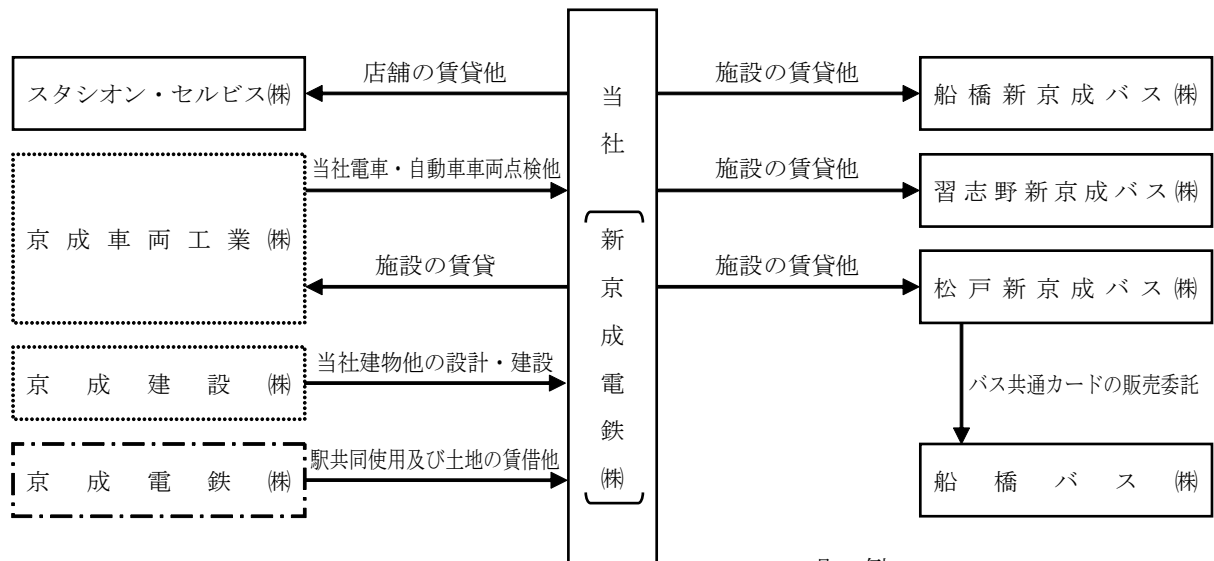 スタシオン・セルビス㈱
店舗の賃貸他
当社電車・自動車車両点検他
京成車両工業㈱
施設の賃貸
当社建物他の設計・建設
京成建設㈱
駅共同使用及び土地の賃借他
京成電鉄㈱
当社
新京成電鉄㈱
施設の賃貸他
船橋新京成バス㈱
施設の賃貸他
習志野新京成バス㈱
施設の賃貸他
松戸新京成バス㈱
バス共通カードの販売委託
船橋バス㈱